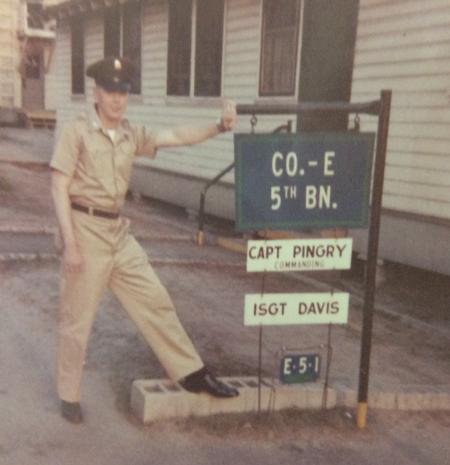 CO.-E
5TH BN.
CAPT PINGRY
COMMANDING
1SGT DAVIS
E-5-1